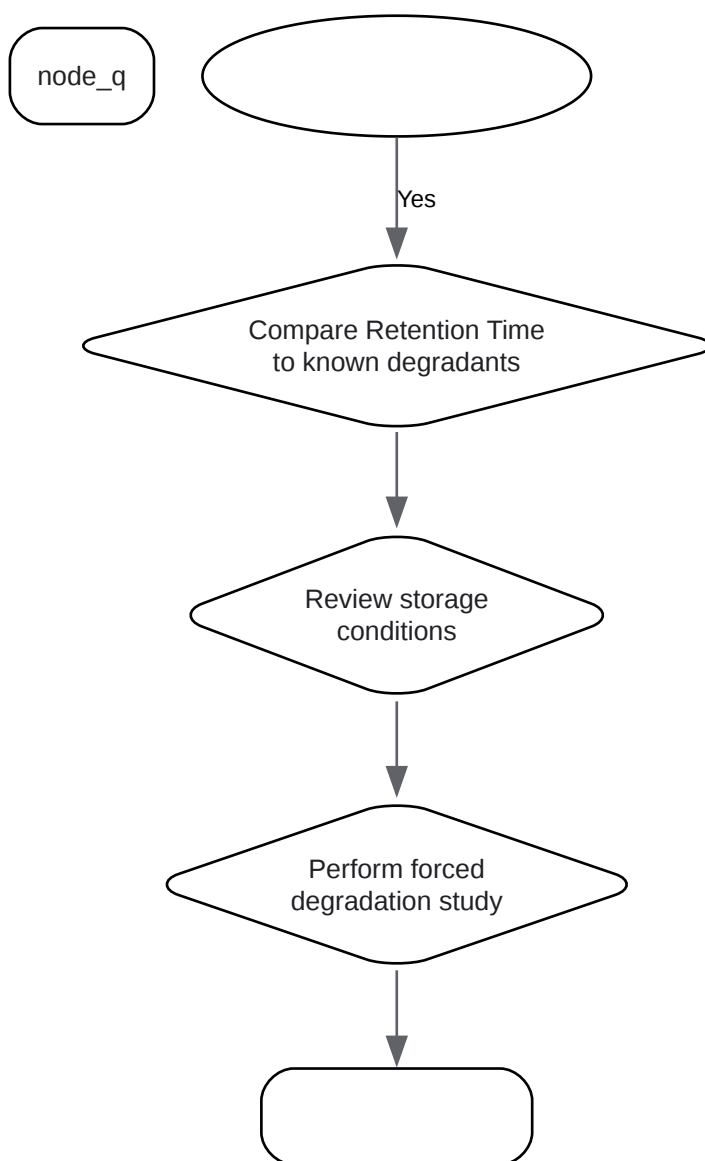 node_q
Yes
Compare Retention Time
to known degradants
Review storage
conditions
Perform forced
degradation study